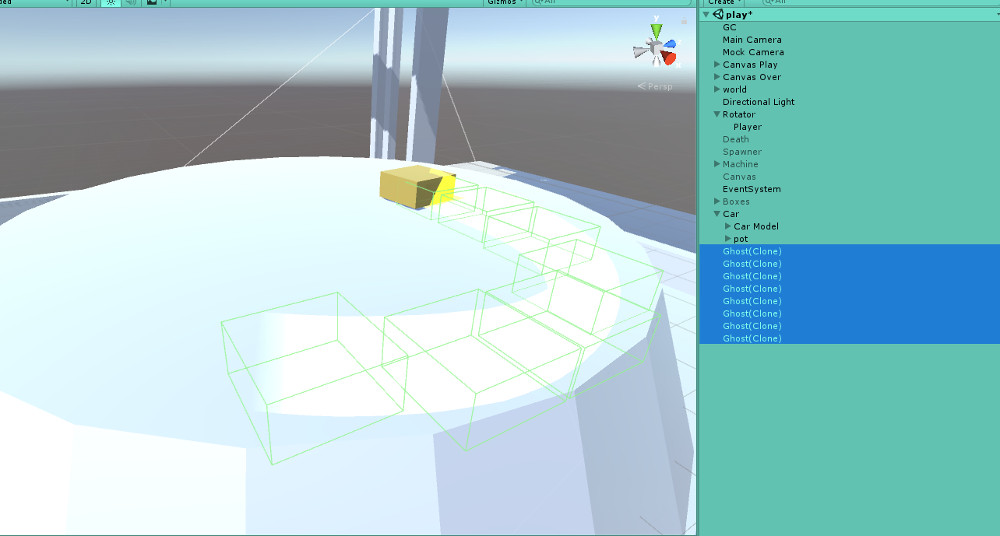 2D
Gizmos
All
y
z
x
Persp
Create
All
play*
GC
Main Camera
Mock Camera
Canvas Play
Canvas Over
world
Directional Light
Rotator
Player
Death
Spawner
Machine
Canvas
EventSystem
Boxes
Car
Car Model
pot
Ghost(Clone)
Ghost(Clone)
Ghost(Clone)
Ghost(Clone)
Ghost(Clone)
Ghost(Clone)
Ghost(Clone)
Ghost(Clone)